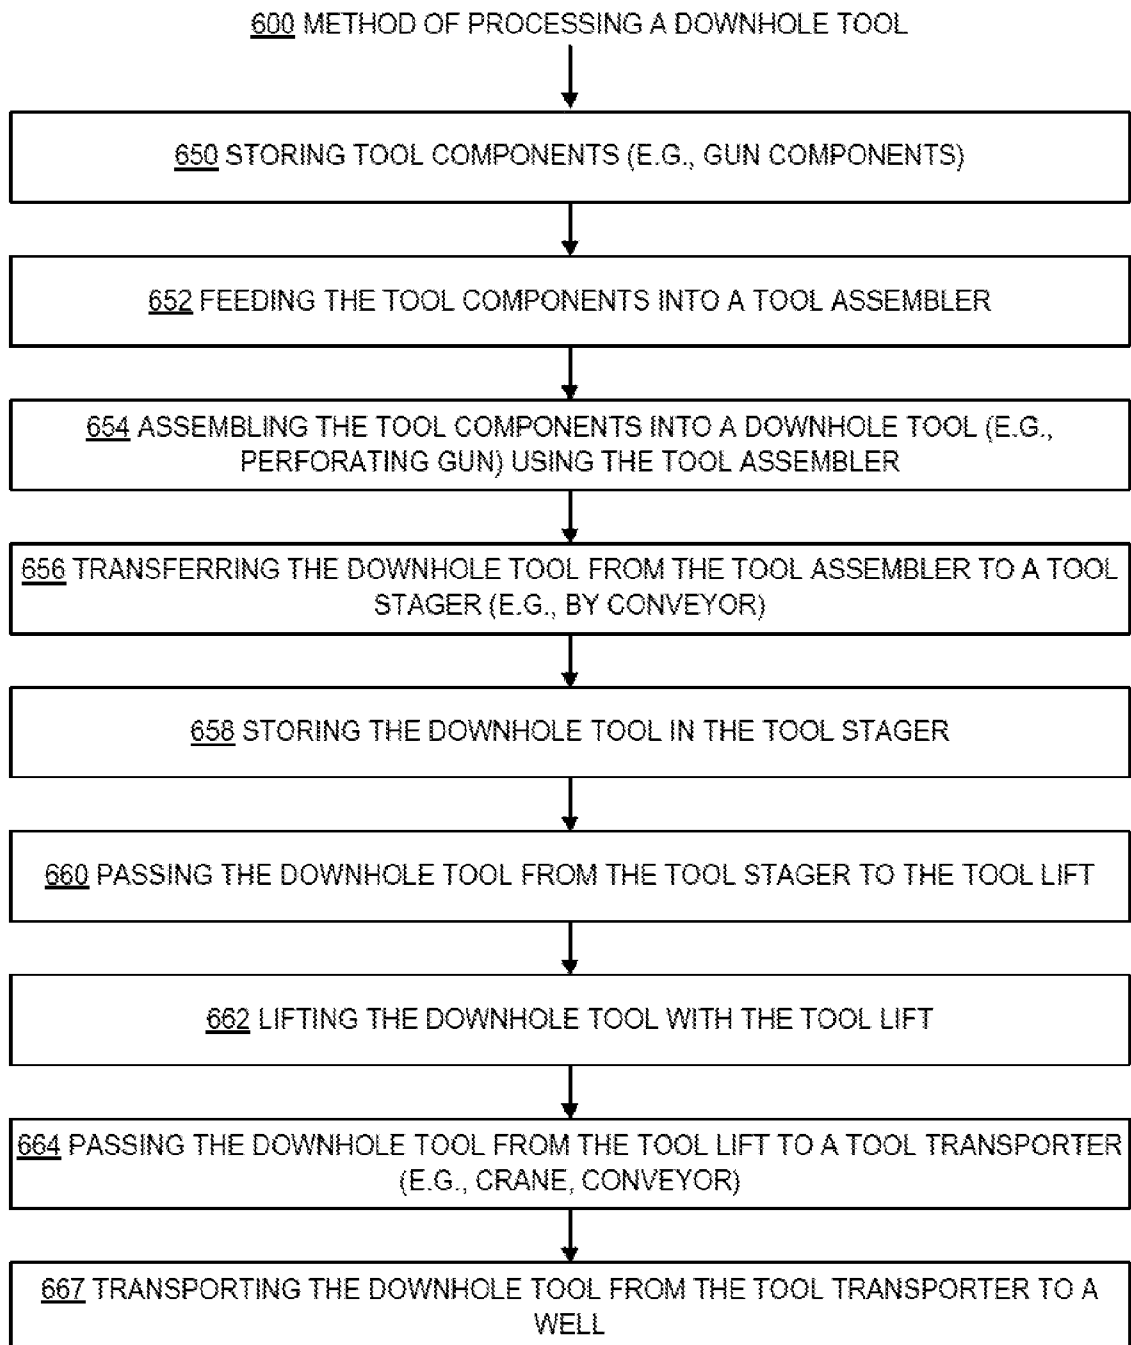 600 METHOD OF PROCESSING A DOWNHOLE TOOL
650 STORING TOOL COMPONENTS (E.G., GUN COMPONENTS)
652 FEEDING THE TOOL COMPONENTS INTO A TOOL ASSEMBLER
654 ASSEMBLING THE TOOL COMPONENTS INTO A DOWNHOLE TOOL (E.G.,
PERFORATING GUN) USING THE TOOL ASSEMBLER
656 TRANSFERRING THE DOWNHOLE TOOL FROM THE TOOL ASSEMBLER TO A TOOL
STAGER (E.G., BY CONVEYOR)
658 STORING THE DOWNHOLE TOOL IN THE TOOL STAGER
660 PASSING THE DOWNHOLE TOOL FROM THE TOOL STAGER TO THE TOOL LIFT
662 LIFTING THE DOWNHOLE TOOL WITH THE TOOL LIFT
664 PASSING THE DOWNHOLE TOOL FROM THE TOOL LIFT TO A TOOL TRANSPORTER
(E.G., CRANE, CONVEYOR)
667 TRANSPORTING THE DOWNHOLE TOOL FROM THE TOOL TRANSPORTER TO A
WELL